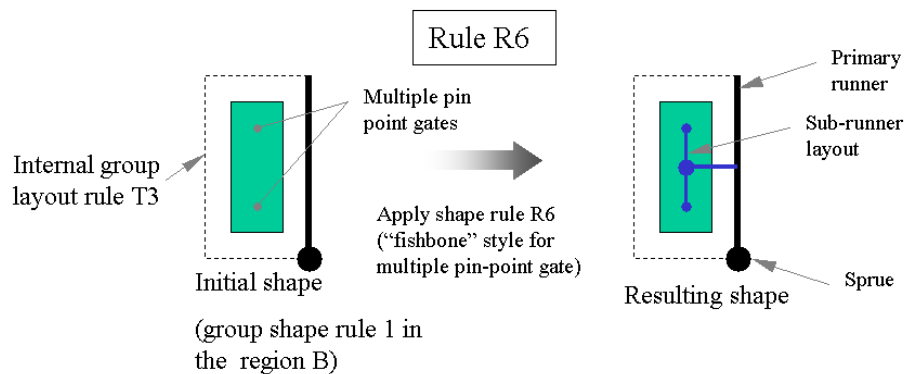 Rule R6
Multiple pin
point gates
Internal group
layout rule T3
Apply shape rule R6
(“fishbone” style for
multiple pin-point gate)
Initial shape
(group shape rule 1 in
the region B)
Primary
runner
Sub-runner
layout
Sprue
Resulting shape